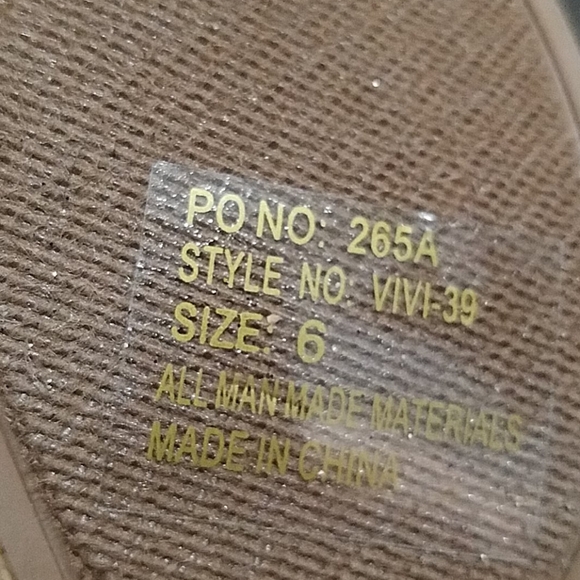 PO NO: 265A
STYLE NO: VIVI-39
SIZE: 6
ALL MAN MADE MATERIALS
MADE IN CHINA